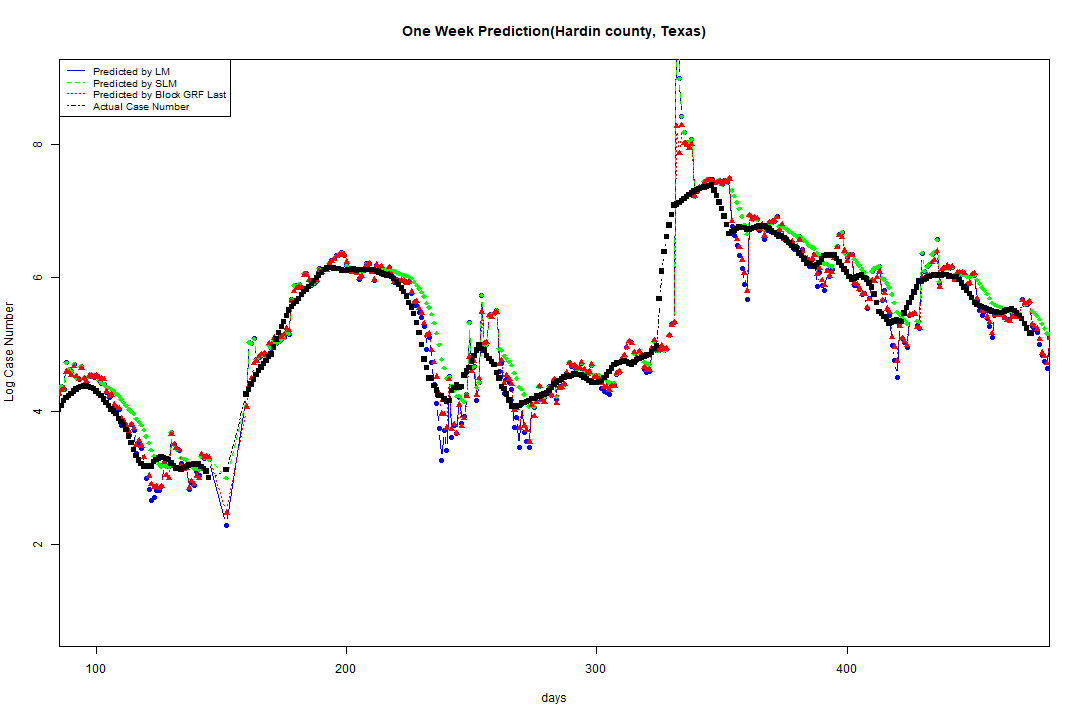 One Week Prediction(Hardin county, Texas)
Predicted by LM
Predicted by SLM
Predicted by Block GRF Last
Actual Case Number
8
6
4
2
Log Case Number
100 200 300 400
days